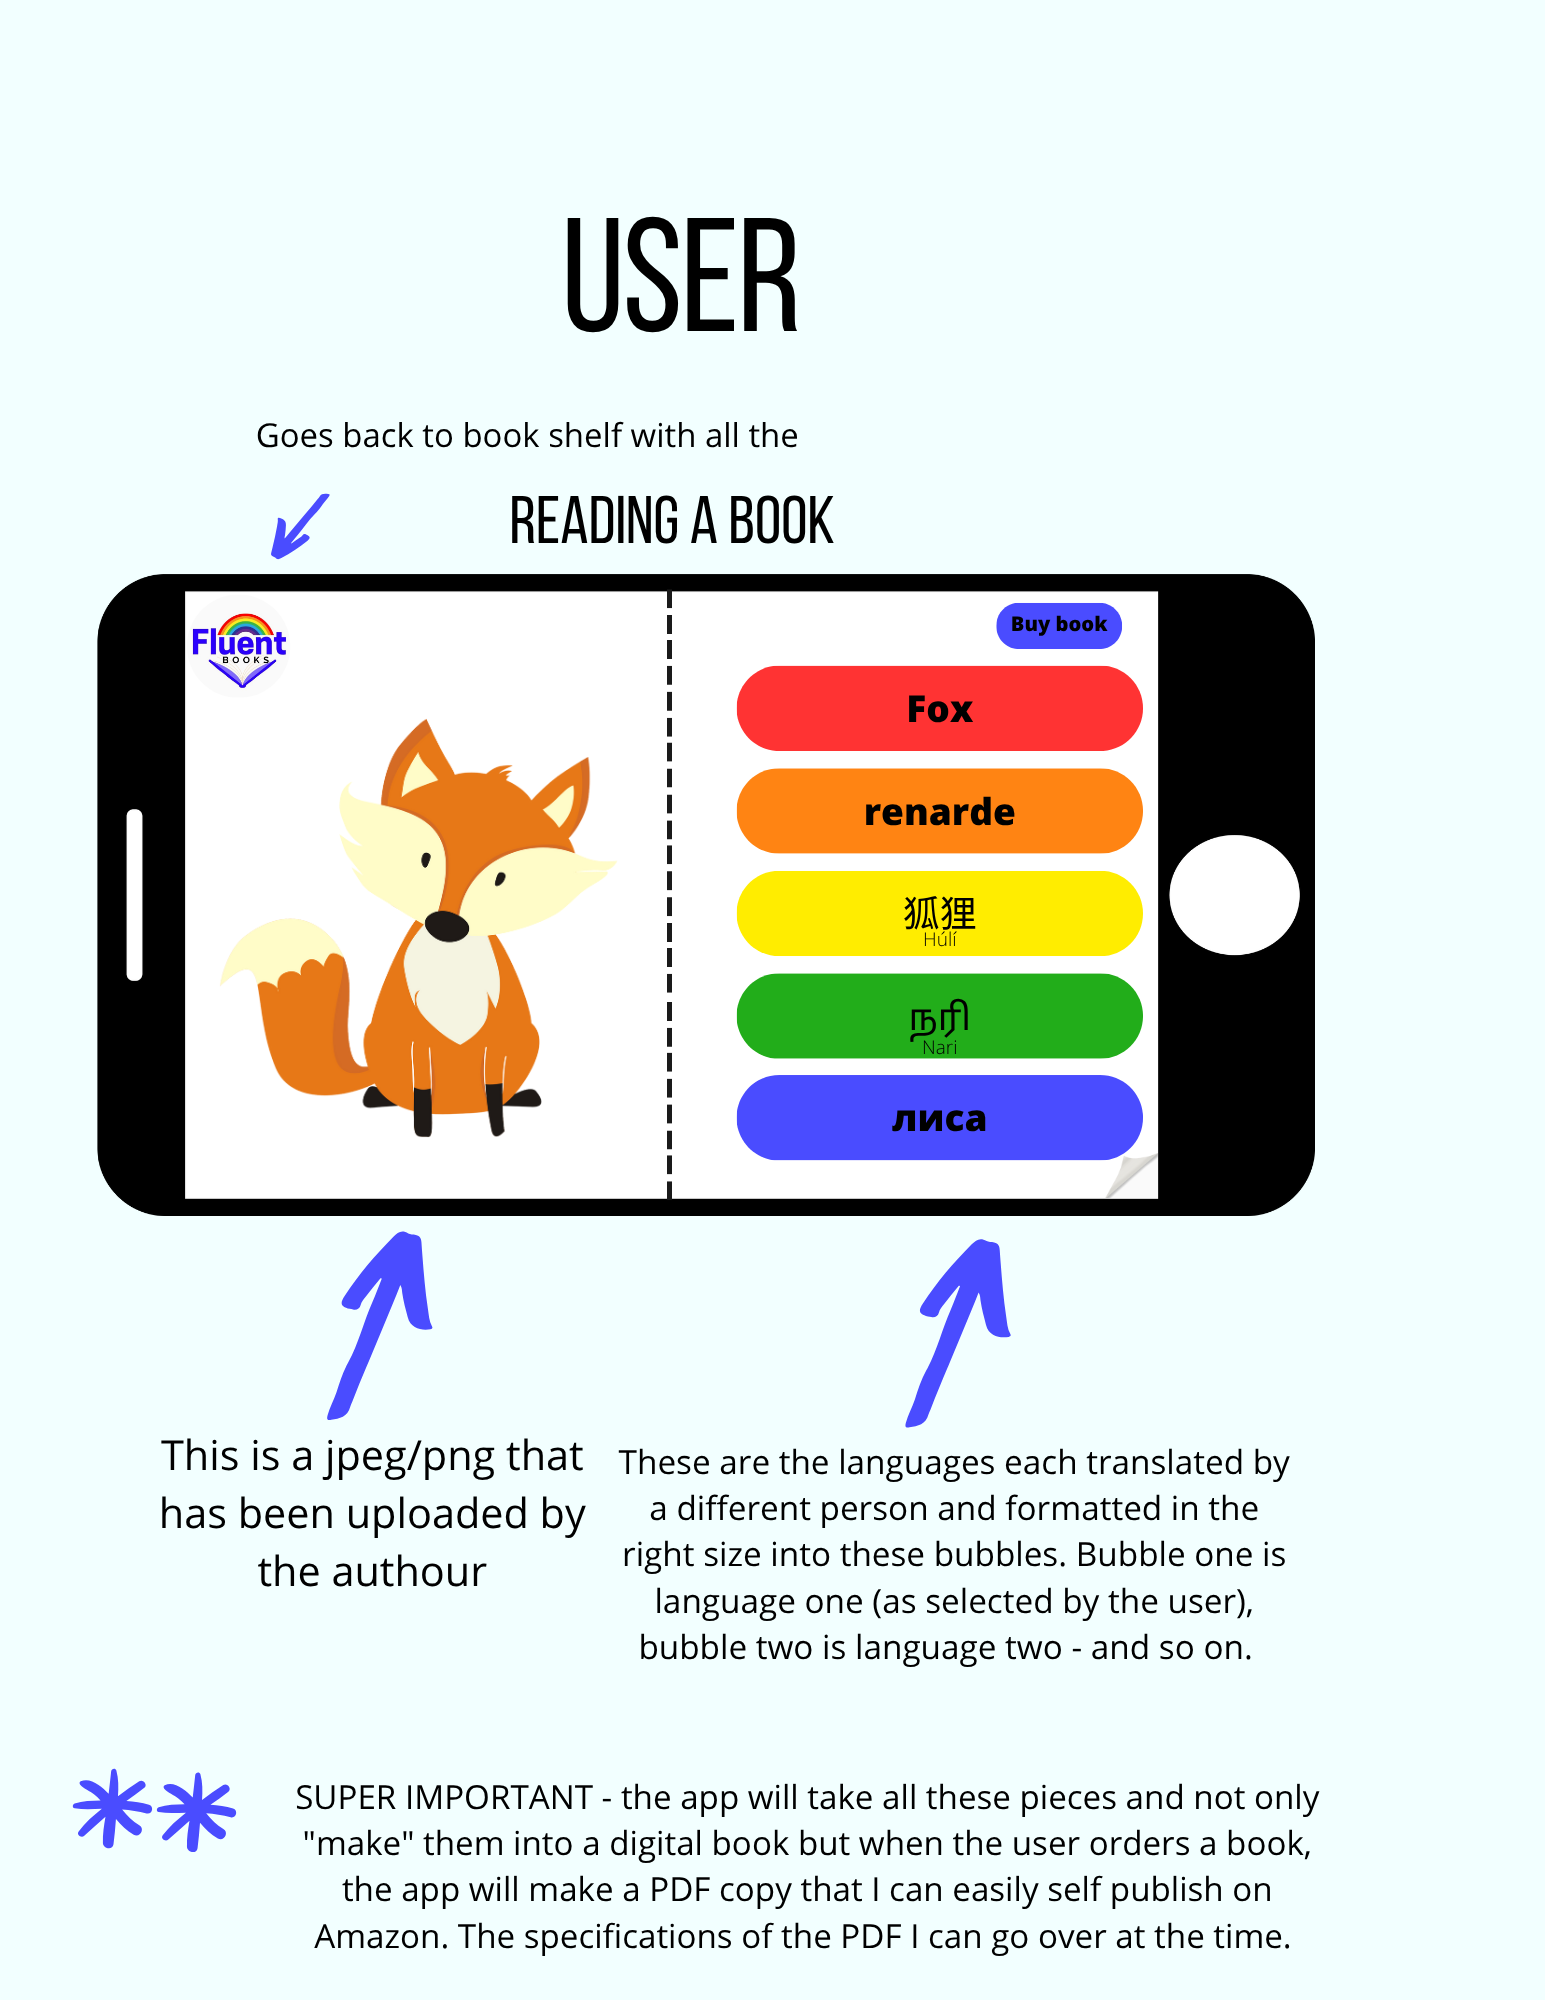 USER
Goes back to book shelf with all the
READING A BOOK
Fluent
BOOKS
Buy book
Fox
renarde
狐狸
Húlí
நரி
Nari
лиса
This is a jpeg/png that
has been uploaded by
the authour
These are the languages each translated by
a different person and formatted in the
right size into these bubbles. Bubble one is
language one (as selected by the user),
bubble two is language two - and so on.
SUPER IMPORTANT - the app will take all these pieces and not only
"make" them into a digital book but when the user orders a book,
the app will make a PDF copy that I can easily self publish on
Amazon. The specifications of the PDF I can go over at the time.